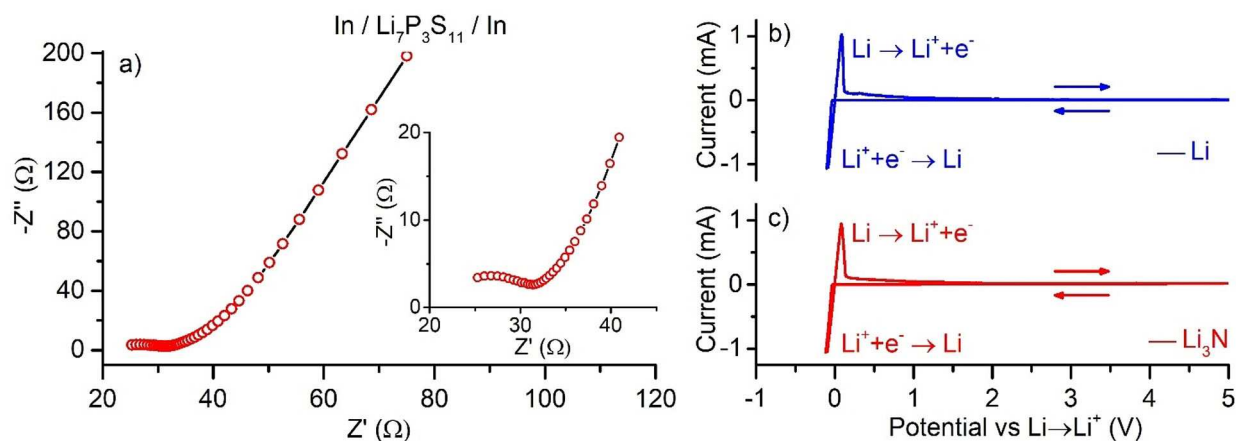 In / Li₇P₃S₁₁ / In
a)
200
160
120
80
40
0
-Z'' (Ω)
20
40
60
80
100
120
Z' (Ω)
20
10
0
-Z'' (Ω)
20
30
40
Z' (Ω)
b)
Current (mA)
1
0
-1
Li → Li⁺+e⁻
Li⁺+e⁻ → Li
Li
c)
Current (mA)
1
0
-1
Li → Li⁺+e⁻
Li⁺+e⁻ → Li
Li₃N
-1
0
1
2
3
4
5
Potential vs Li→Li⁺ (V)